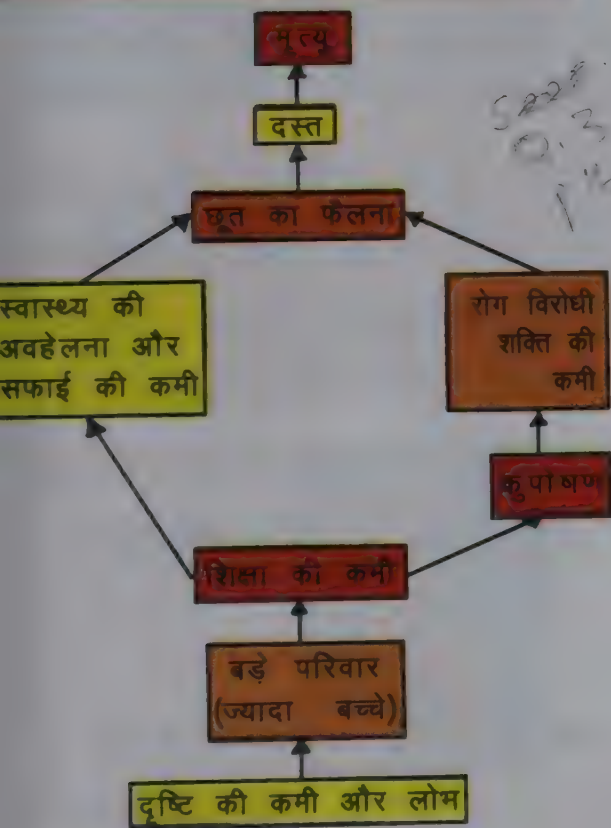 मृत्यु
दस्त
छूत का फैलना
स्वास्थ्य की
अवहेलना और
सफाई की कमी
रोग विरोधी
शक्ति की
कमी
कुपोषण
शिक्षा की कमी
बड़े परिवार
(ज्यादा बच्चे)
दृष्टि की कमी और लोभ